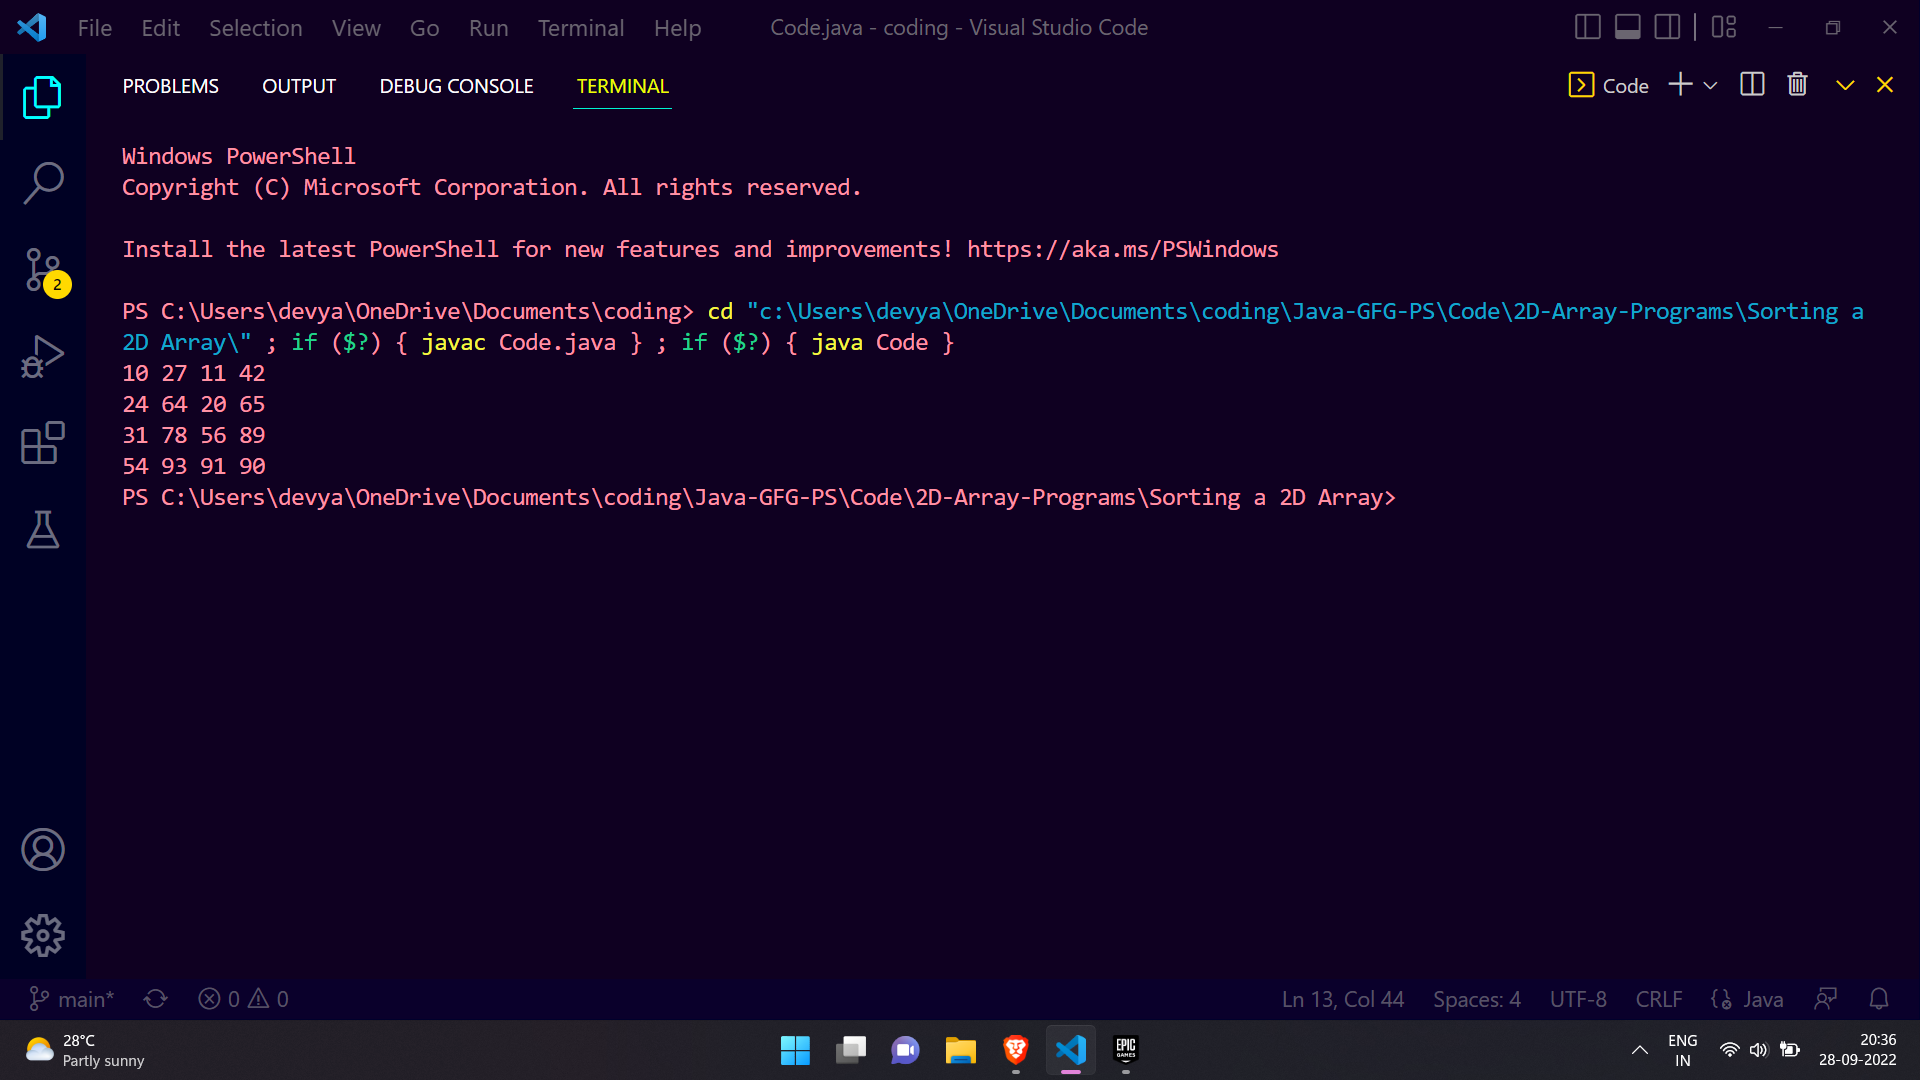 File Edit Selection View Go Run Terminal Help Code.java - coding - Visual Studio Code
PROBLEMS OUTPUT DEBUG CONSOLE TERMINAL Code
Windows PowerShell
Copyright (C) Microsoft Corporation. All rights reserved.
Install the latest PowerShell for new features and improvements! https://aka.ms/PSWindows
2
PS C:\Users\devya\OneDrive\Documents\coding> cd "c:\Users\devya\OneDrive\Documents\coding\Java-GFG-PS\Code\2D-Array-Programs\Sorting a
2D Array\" ; if ($?) { javac Code.java } ; if ($?) { java Code }
10 27 11 42
24 64 20 65
31 78 56 89
54 93 91 90
PS C:\Users\devya\OneDrive\Documents\coding\Java-GFG-PS\Code\2D-Array-Programs\Sorting a 2D Array>
main* 0 0 Ln 13, Col 44 Spaces: 4 UTF-8 CRLF Java
28°C
Partly sunny
EPIC
GAMES
ENG
IN
20:36
28-09-2022